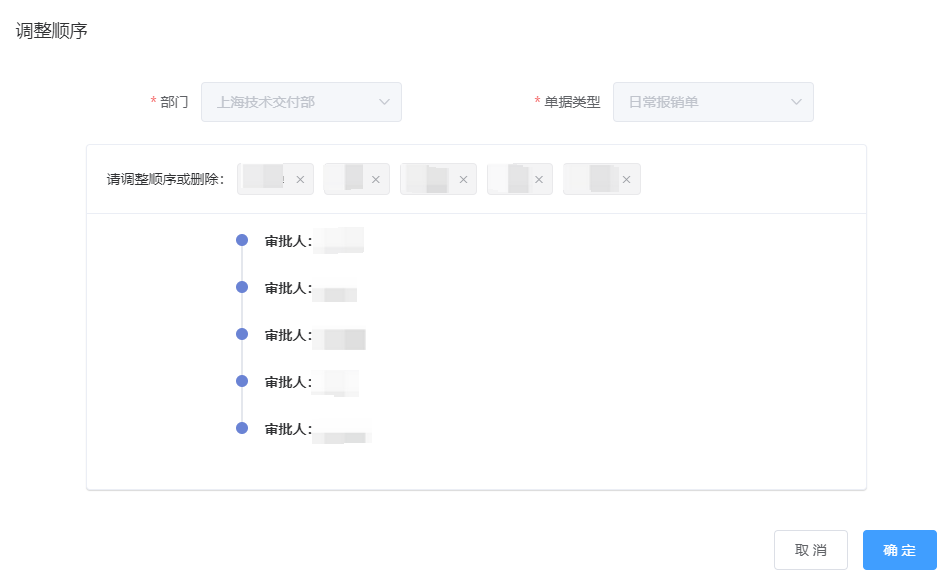 调整顺序
* 部门 上海技术交付部 * 单据类型 日常报销单
请调整顺序或删除：
审批人：
审批人：
审批人：
审批人：
审批人：
取 消 确 定